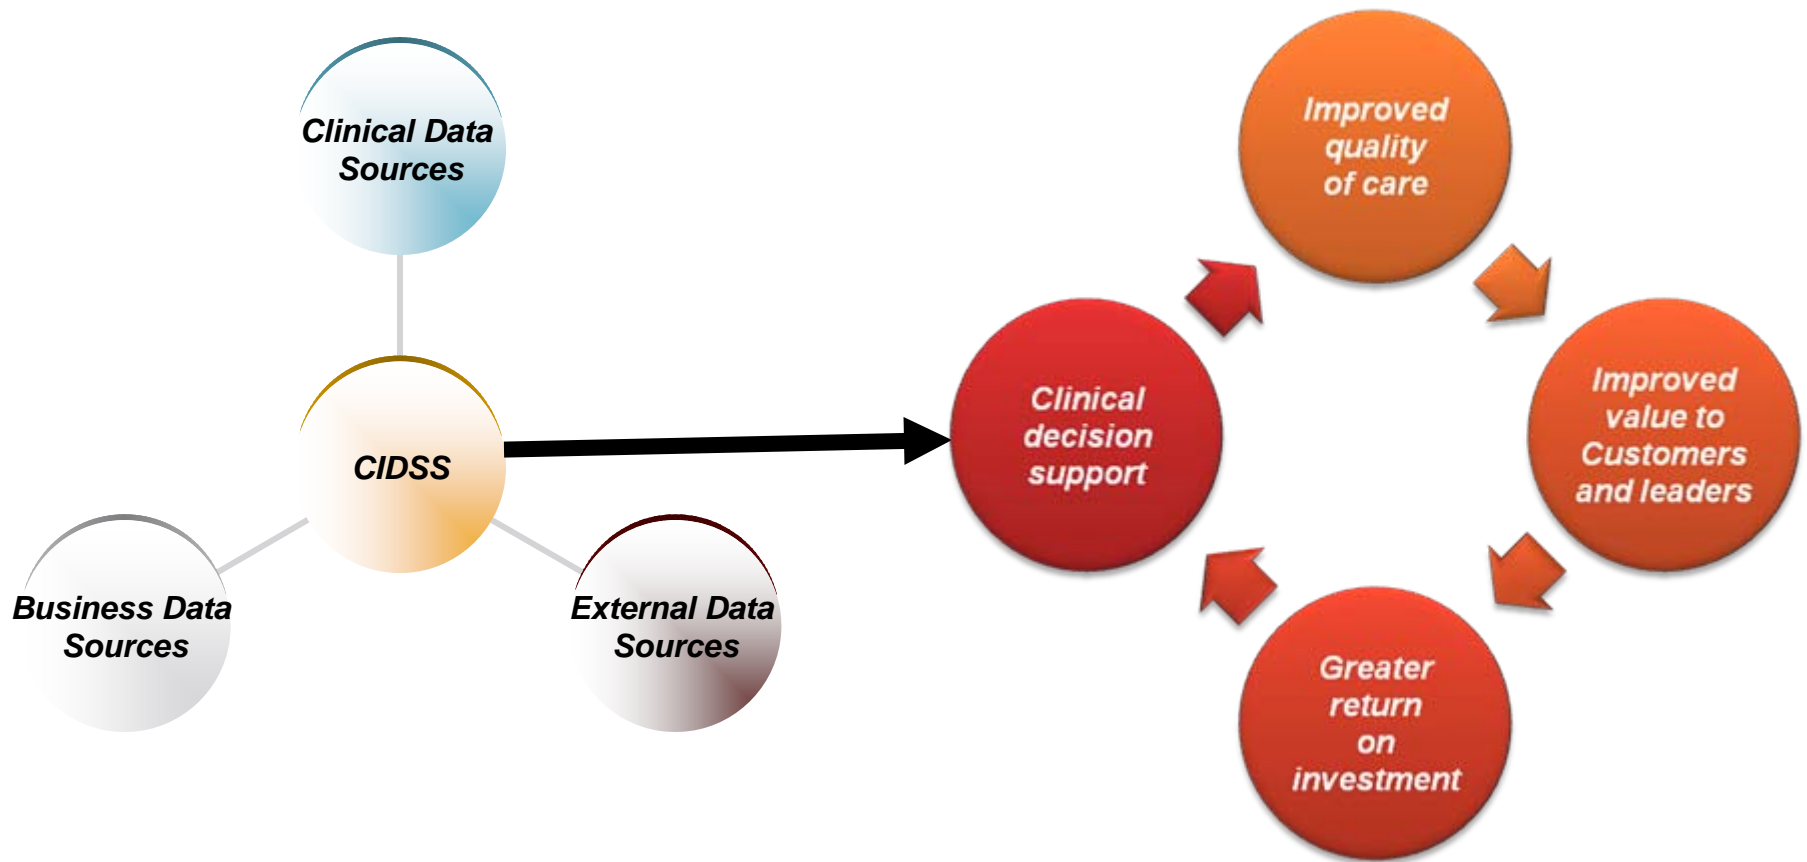 Clinical Data
Sources
CIDSS
Business Data
Sources
External Data
Sources
Improved
quality
of care
Clinical
decision
support
Improved
value to
Customers
and leaders
Greater
return
on
investment